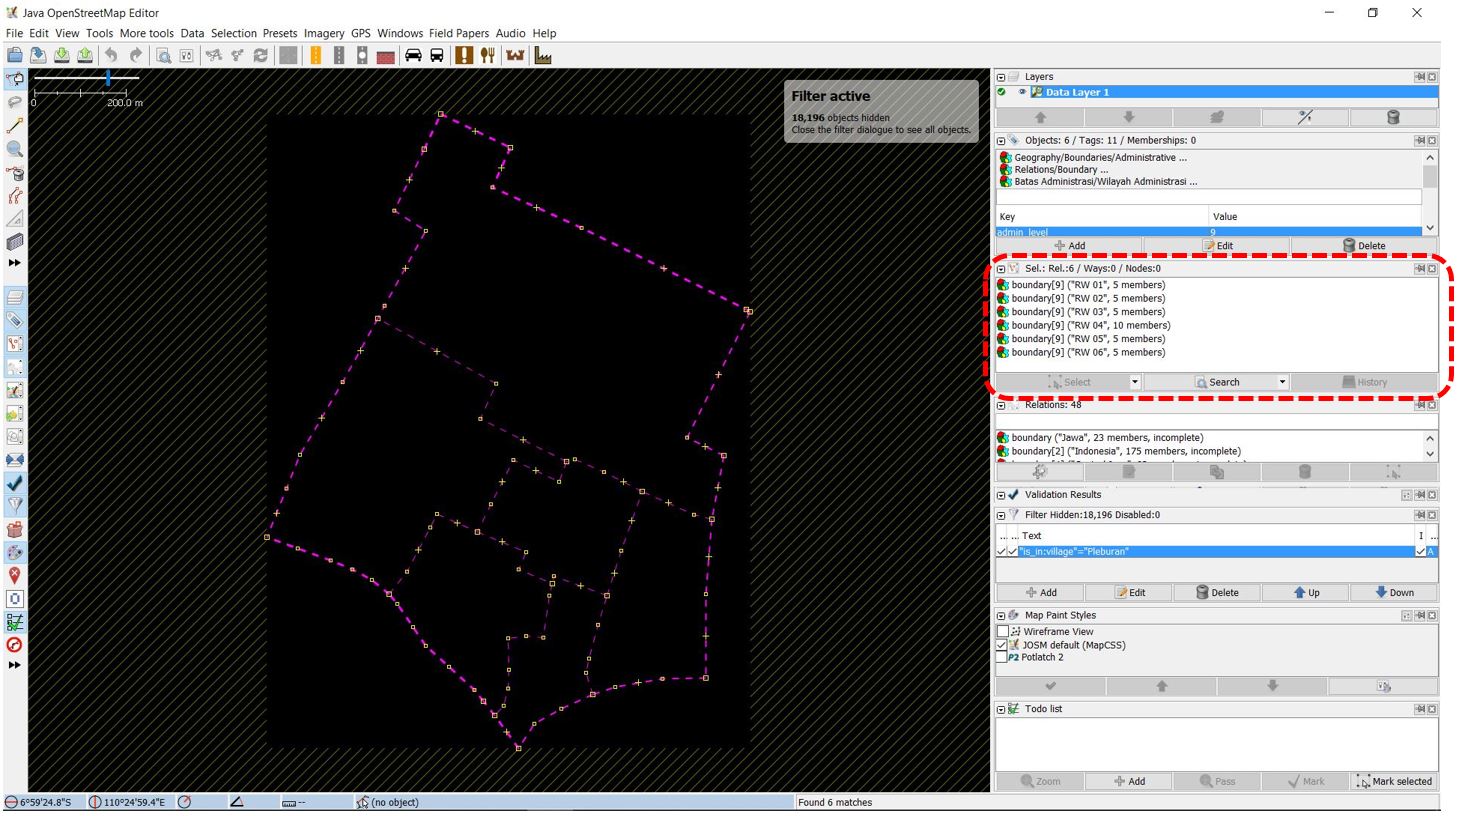 Java OpenStreetMap Editor
File Edit View Tools More tools Data Selection Presets Imagery GPS Windows Field Papers Audio Help
0 200.0 m
Filter active
18,196 objects hidden
Close the filter dialogue to see all objects.
Layers
Data Layer 1
Objects: 6 / Tags: 11 / Memberships: 0
Geography/Boundaries/Administrative ...
Relations/Boundary ...
Batas Administrasi/Wilayah Administrasi ...
Key Value
admin_level 9
Add Edit Delete
Sel.: Rel.:6 / Ways:0 / Nodes:0
boundary[9] ("RW 01", 5 members)
boundary[9] ("RW 02", 5 members)
boundary[9] ("RW 03", 5 members)
boundary[9] ("RW 04", 10 members)
boundary[9] ("RW 05", 5 members)
boundary[9] ("RW 06", 5 members)
Select Search History
Relations: 48
boundary ("Jawa", 23 members, incomplete)
boundary[2] ("Indonesia", 175 members, incomplete)
Validation Results
Filter Hidden:18,196 Disabled:0
... ... Text I ...
"is_in:village"="Pleburan" A
Add Edit Delete Up Down
Map Paint Styles
Wireframe View
JOSM default (MapCSS)
P2 Potlatch 2
Todo list
Zoom Add Pass Mark Mark selected
6°59'24.8"S 110°24'59.4"E -- (no object) Found 6 matches